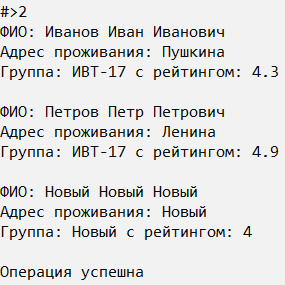 #>2
ФИО: Иванов Иван Иванович
Адрес проживания: Пушкина
Группа: ИВТ-17 с рейтингом: 4.3
ФИО: Петров Петр Петрович
Адрес проживания: Ленина
Группа: ИВТ-17 с рейтингом: 4.9
ФИО: Новый Новый Новый
Адрес проживания: Новый
Группа: Новый с рейтингом: 4
Операция успешна